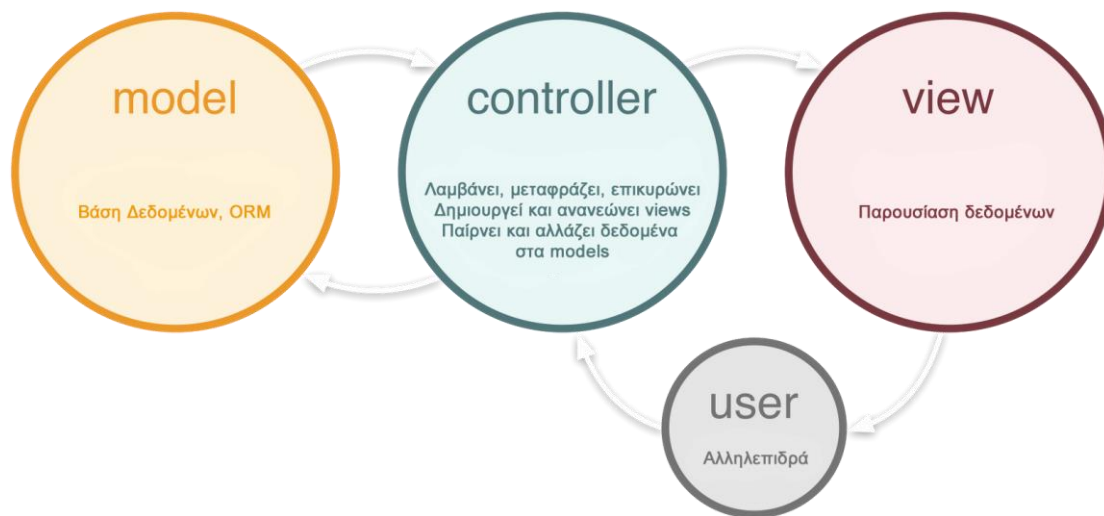 model
Βάση Δεδομένων, ORM
controller
Λαμβάνει, μεταφράζει, επικυρώνει
Δημιουργεί και ανανεώνει views
Παίρνει και αλλάζει δεδομένα
στα models
view
Παρουσίαση δεδομένων
user
Αλληλεπιδρά